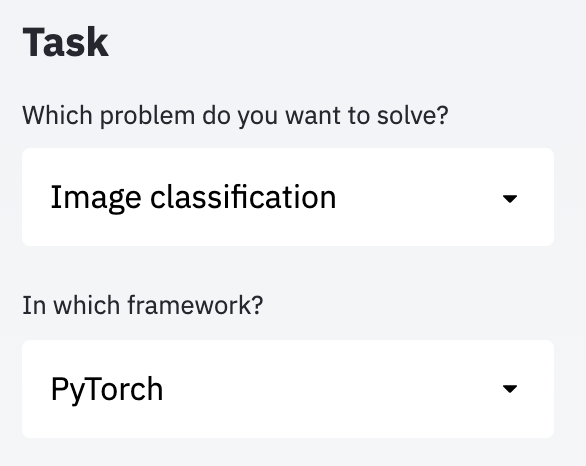 Task
Which problem do you want to solve?
Image classification
In which framework?
PyTorch